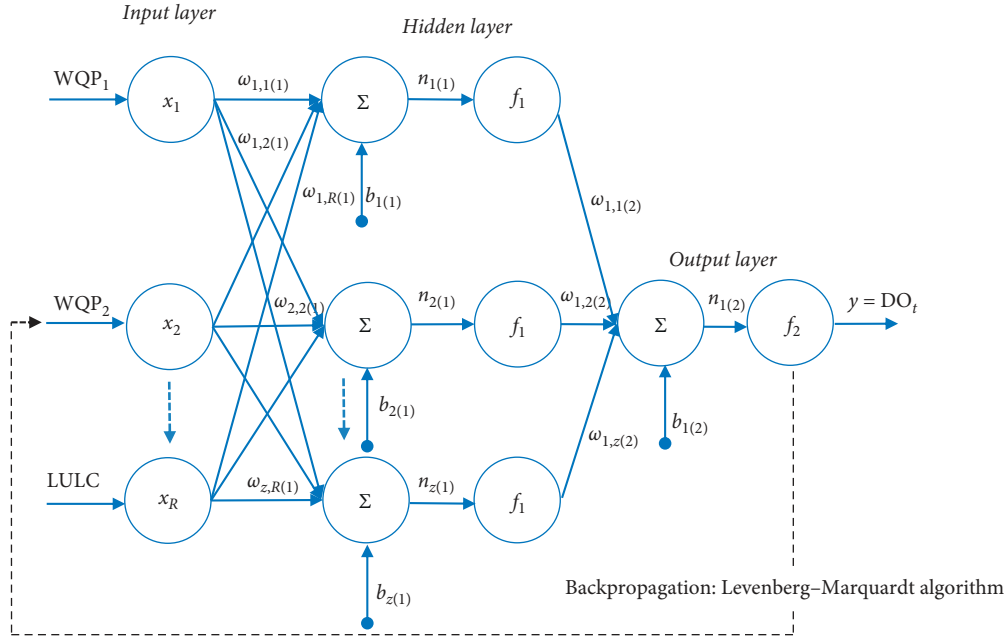 Input layer
Hidden layer
WQP1
x1
ω1,1(1)
Σ
n1(1)
f1
ω1,2(1)
ω1,R(1)
b1(1)
ω1,1(2)
Output layer
WQP2
x2
ω2,2(1)
Σ
n2(1)
f1
ω1,2(2)
Σ
n1(2)
f2
y = DOt
b2(1)
b1(2)
ω1,z(2)
LULC
xR
ωz,R(1)
Σ
nz(1)
f1
bz(1)
Backpropagation: Levenberg–Marquardt algorithm